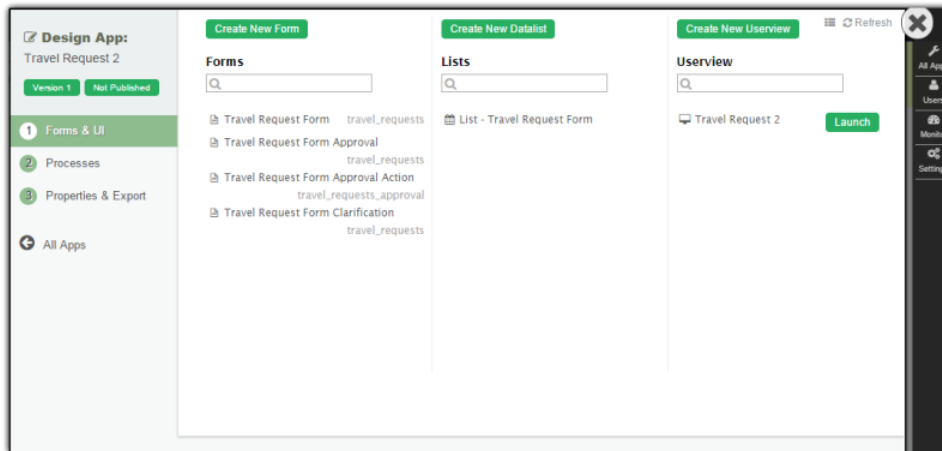 Design App:
Travel Request 2
Version 1 Not Published
1 Forms & UI
2 Processes
3 Properties & Export
All Apps
Create New Form
Forms
Travel Request Form travel_requests
Travel Request Form Approval
travel_requests
Travel Request Form Approval Action
travel_requests_approval
Travel Request Form Clarification
travel_requests
Create New Datalist
Lists
List - Travel Request Form
Create New Userview
Refresh
Userview
Travel Request 2 Launch
All App
Users
Monito
Setting